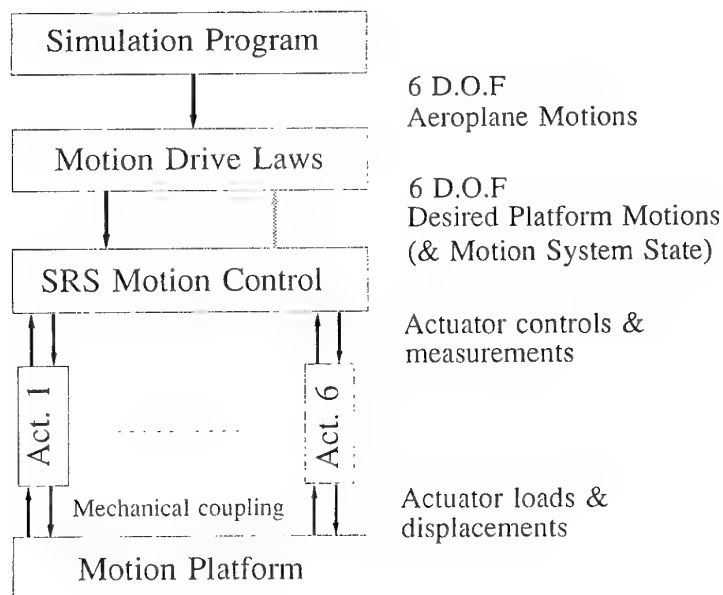 Simulation Program
6 D.O.F
Aeroplane Motions
Motion Drive Laws
6 D.O.F
Desired Platform Motions
(& Motion System State)
SRS Motion Control
Actuator controls &
measurements
Act. 1
Act. 6
Mechanical coupling
Actuator loads &
displacements
Motion Platform